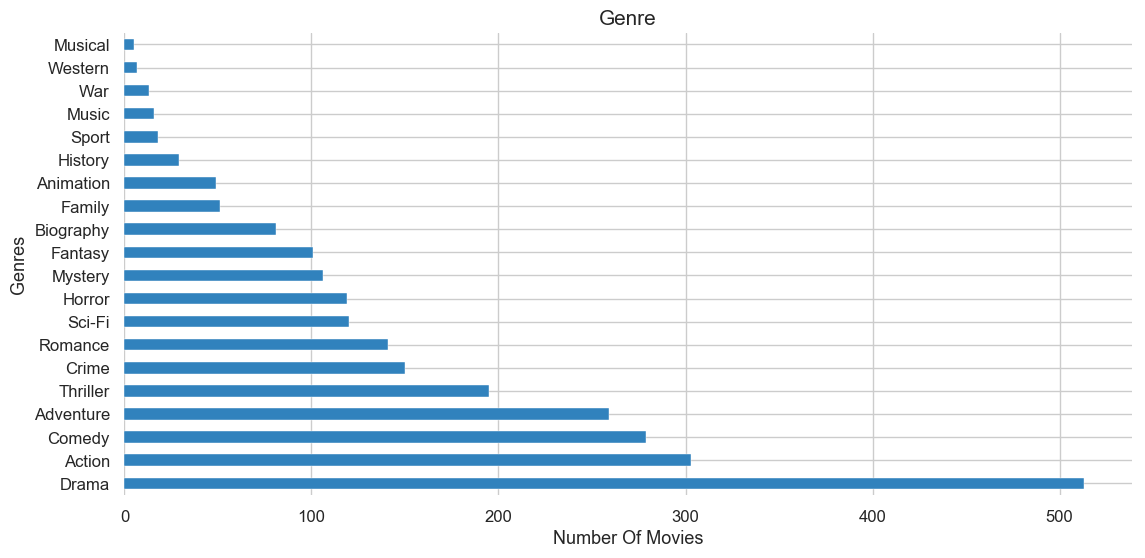 Genre
Genres
Musical
Western
War
Music
Sport
History
Animation
Family
Biography
Fantasy
Mystery
Horror
Sci-Fi
Romance
Crime
Thriller
Adventure
Comedy
Action
Drama
0 100 200 300 400 500
Number Of Movies